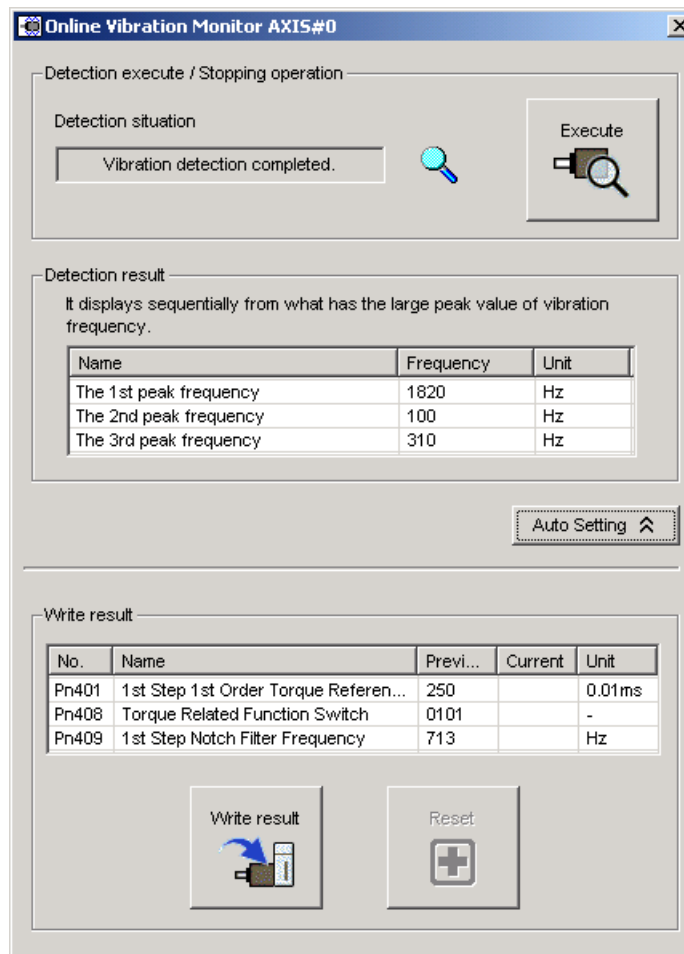 Online Vibration Monitor AXIS#0
Detection execute / Stopping operation
Detection situation
Vibration detection completed.
Execute
Detection result
It displays sequentially from what has the large peak value of vibration
frequency.
Name Frequency Unit
The 1st peak frequency 1820 Hz
The 2nd peak frequency 100 Hz
The 3rd peak frequency 310 Hz
Auto Setting
Write result
No. Name Previ... Current Unit
Pn401 1st Step 1st Order Torque Referen... 250 0.01ms
Pn408 Torque Related Function Switch 0101 -
Pn409 1st Step Notch Filter Frequency 713 Hz
Write result
Reset